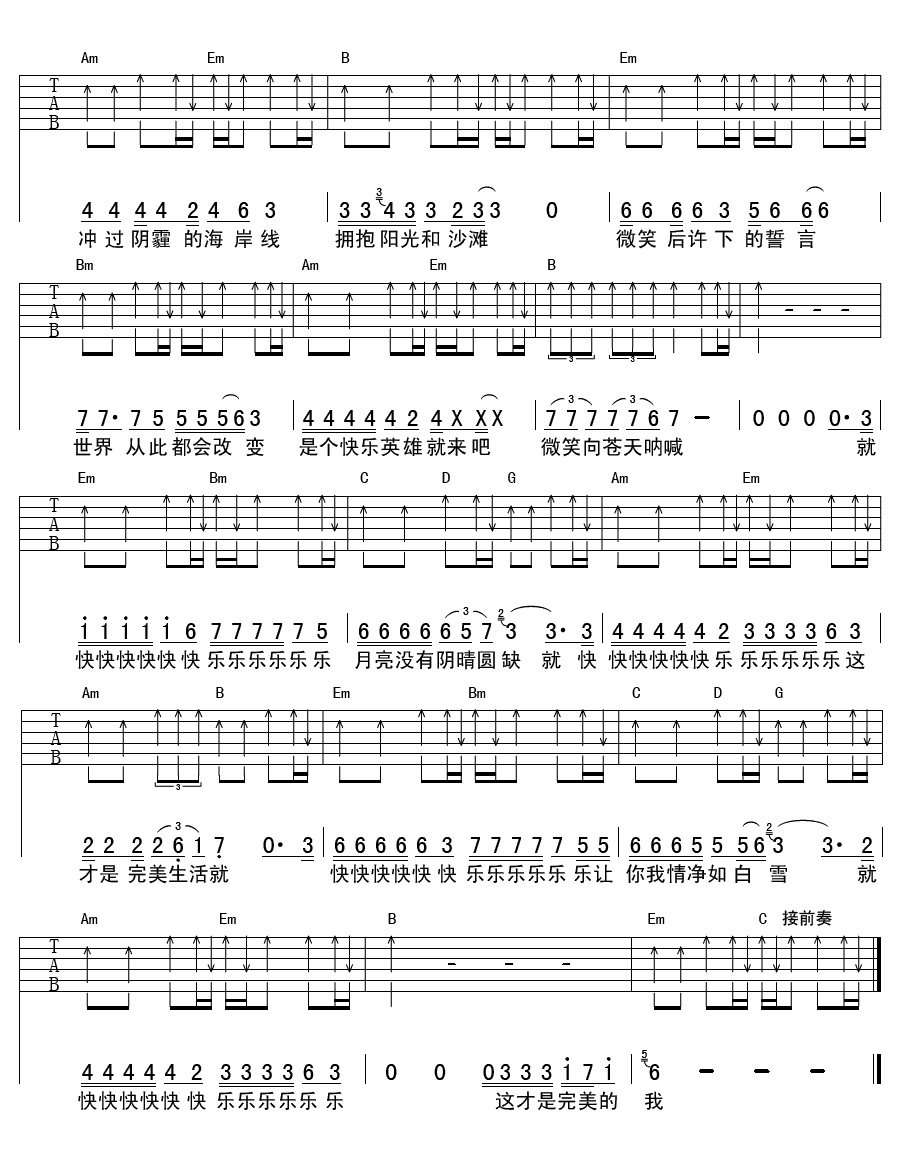 Am Em B Em
T
A
B
3
4 4 4 4 2 4 6 3 3 3 4 3 3 2 3 3 0 6 6 6 6 3 5 6 6 6
冲 过 阴霾 的海 岸 线 拥抱 阳光和 沙滩 微笑 后许 下 的誓 言
Bm Am Em B
T
A
B
3 3
3 3
7 7· 7 5 5 5 5 6 3 4 4 4 4 4 2 4 X X X 7 7 7 7 7 6 7 – 0 0 0 0· 3
世界 从此 都会改 变 是个快乐英雄就来吧 微笑向苍天呐喊 就
Em Bm C D G Am Em
T
A
B
3 2
1 1 1 1 1 6 7 7 7 7 7 5 6 6 6 6 6 5 7 3 3· 3 4 4 4 4 4 2 3 3 3 3 6 3
快快快快快 快 乐乐乐乐乐 乐 月亮没有阴晴圆 缺 就 快 快快快快快 乐 乐乐乐乐乐 这
Am B Em Bm C D G
T
A
B
3
3 2
2 2 2 2 6 1 7 0· 3 6 6 6 6 6 3 7 7 7 7 7 5 5 6 6 6 5 5 5 6 3 3· 2
才是 完美生活就 快快快快快 快 乐乐乐乐乐 乐让 你我情净如 白 雪 就
Am Em B Em C 接前奏
T
A
B
5
4 4 4 4 4 2 3 3 3 3 6 3 0 0 0 3 3 3 1 7 1 6 – – –
快快快快快 快 乐乐乐乐乐 乐 这才是完美的 我